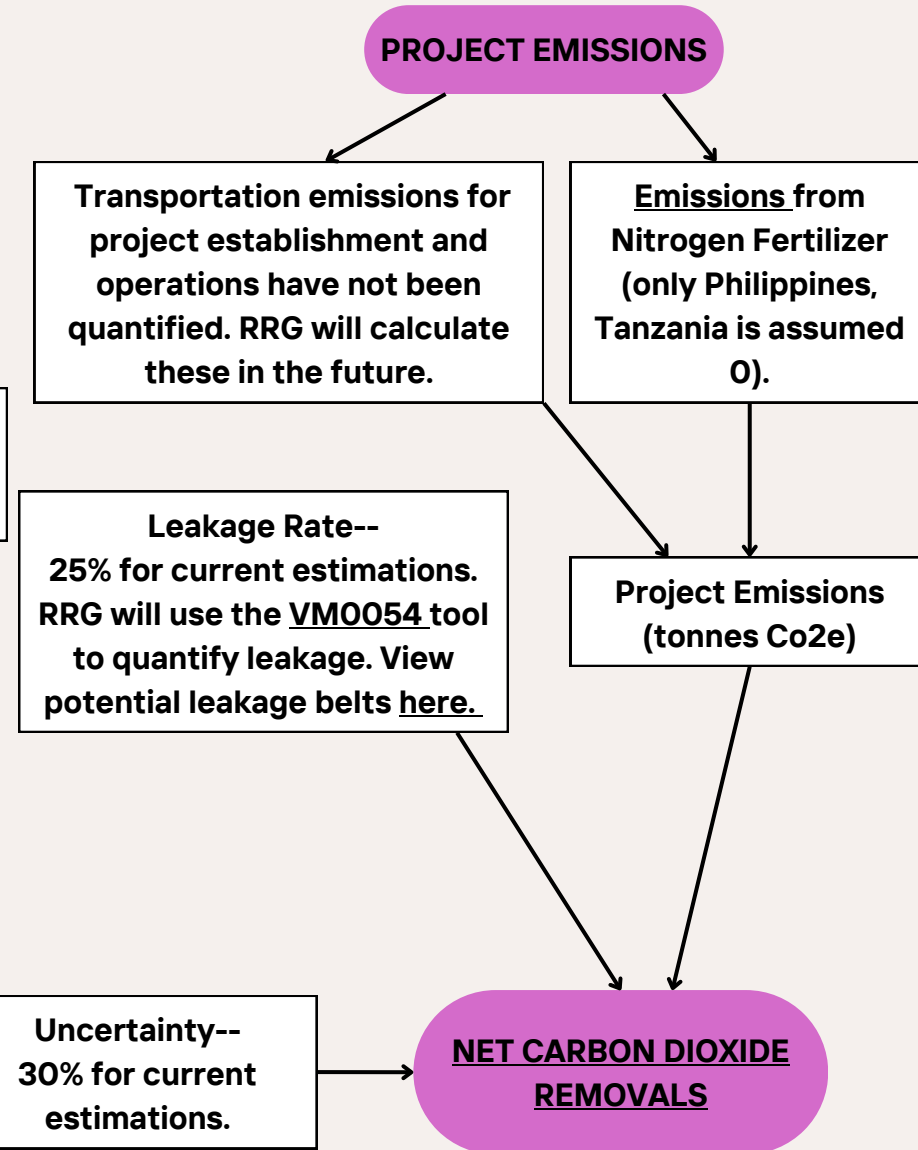 PROJECT EMISSIONS
Transportation emissions for
project establishment and
operations have not been
quantified. RRG will calculate
these in the future.
Emissions from
Nitrogen Fertilizer
(only Philippines,
Tanzania is assumed
0).
Leakage Rate--
25% for current estimations.
RRG will use the VM0054 tool
to quantify leakage. View
potential leakage belts here.
Project Emissions
(tonnes Co2e)
Uncertainty--
30% for current
estimations.
NET CARBON DIOXIDE
REMOVALS